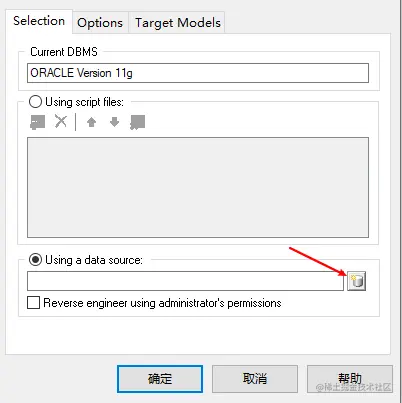 Selection Options Target Models
Current DBMS
ORACLE Version 11g
Using script files:
Using a data source:
Reverse engineer using administrator's permissions
确定 取消 帮助
@稀土掘金技术社区